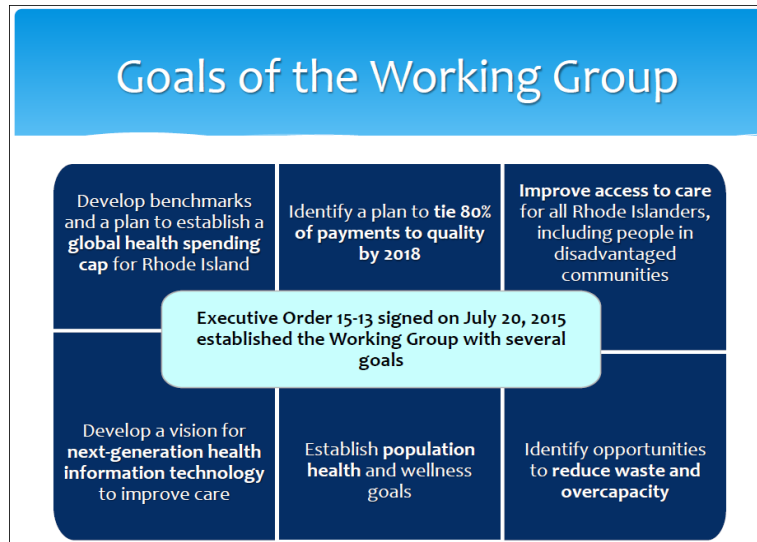 Goals of the Working Group
Develop benchmarks
and a plan to establish a
global health spending
cap for Rhode Island
Identify a plan to tie 80%
of payments to quality
by 2018
Improve access to care
for all Rhode Islanders,
including people in
disadvantaged
communities
Executive Order 15-13 signed on July 20, 2015
established the Working Group with several
goals
Develop a vision for
next-generation health
information technology
to improve care
Establish population
health and wellness
goals
Identify opportunities
to reduce waste and
overcapacity